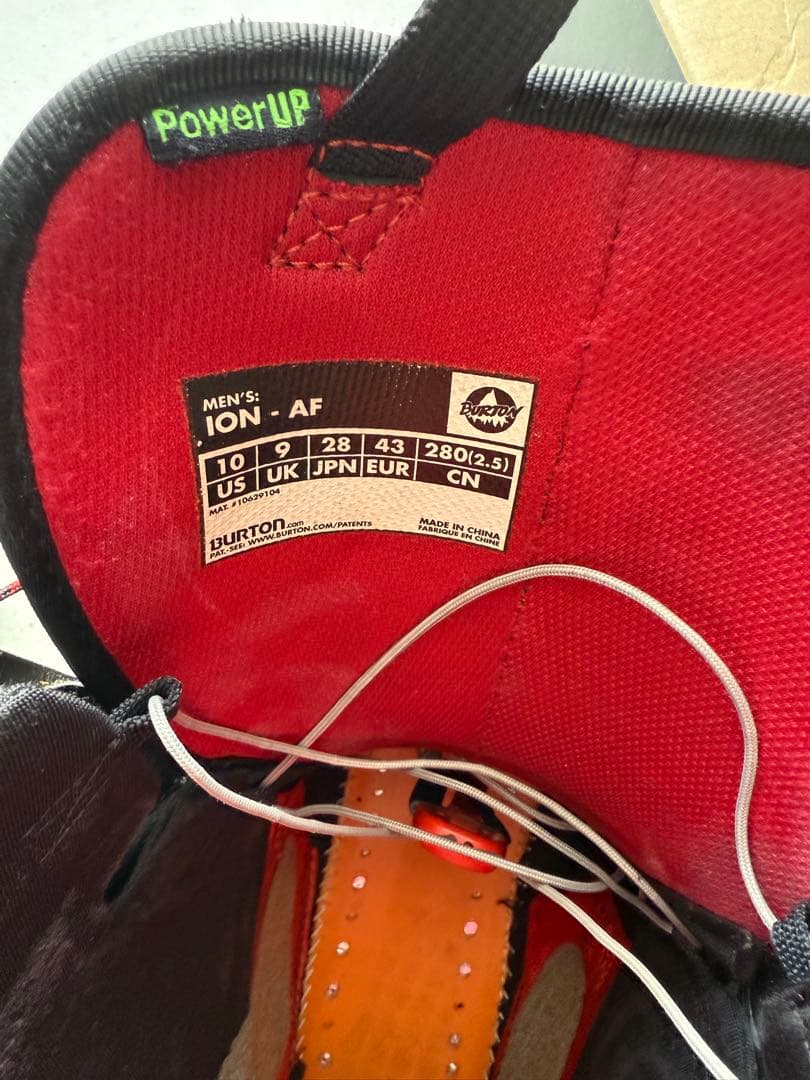 PowerUP
MEN'S:
ION - AF
BURTON
10 9 28 43 280(2.5)
US UK JPN EUR CN
MAT. #10629104
BURTON.com
PAT.-SEE: WWW.BURTON.COM/PATENTS
MADE IN CHINA
FABRIQUE EN CHINE